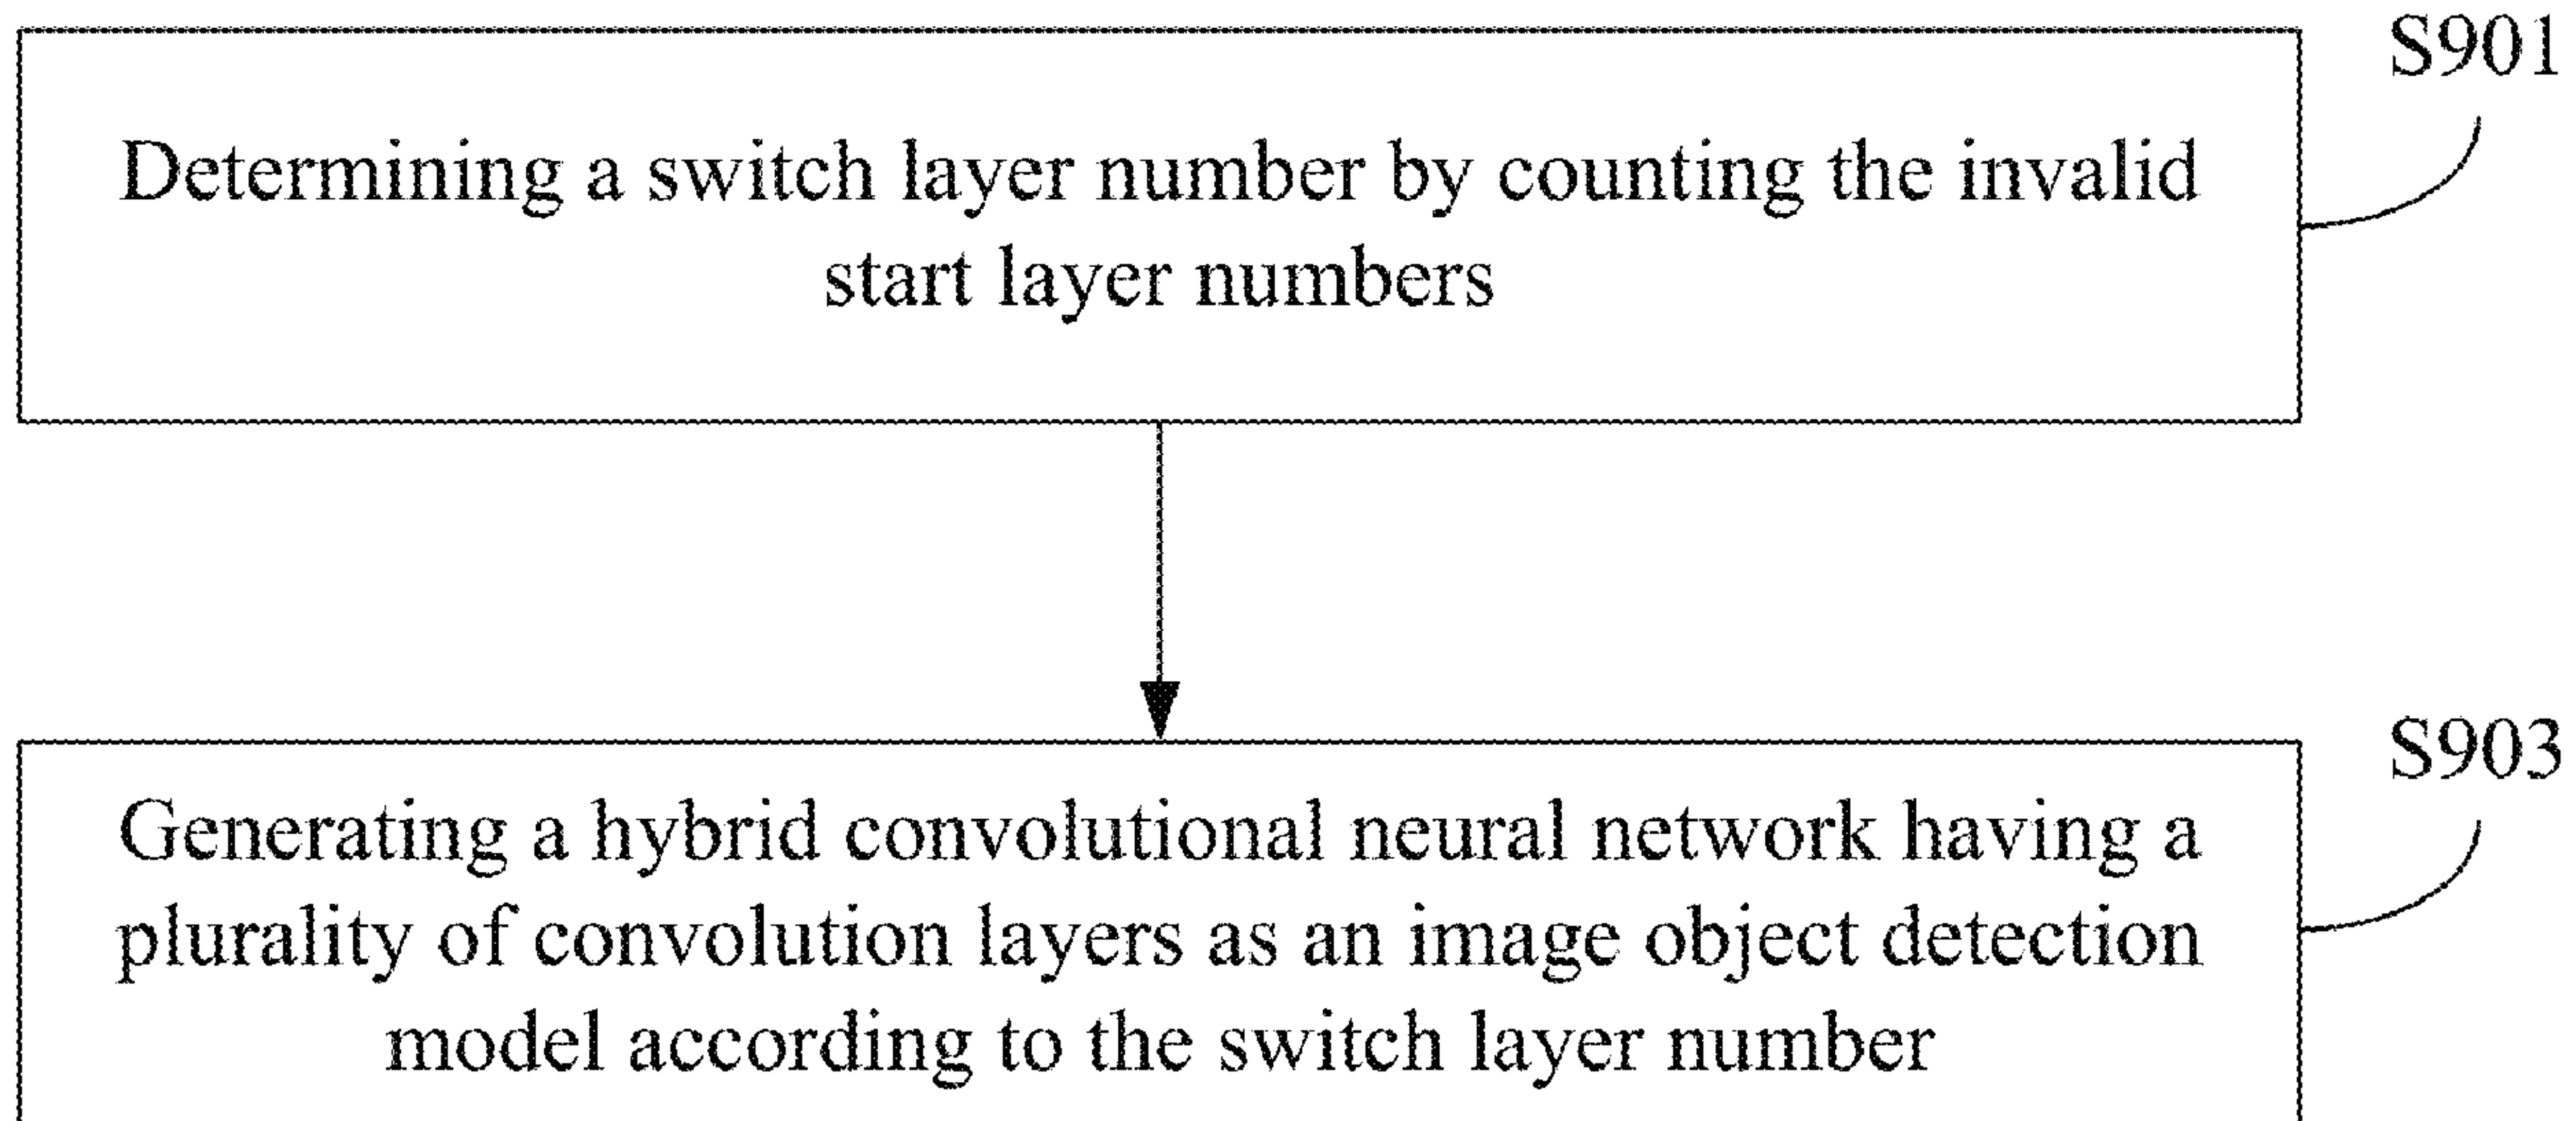 S901
Determining a switch layer number by counting the invalid
start layer numbers
S903
Generating a hybrid convolutional neural network having a
plurality of convolution layers as an image object detection
model according to the switch layer number